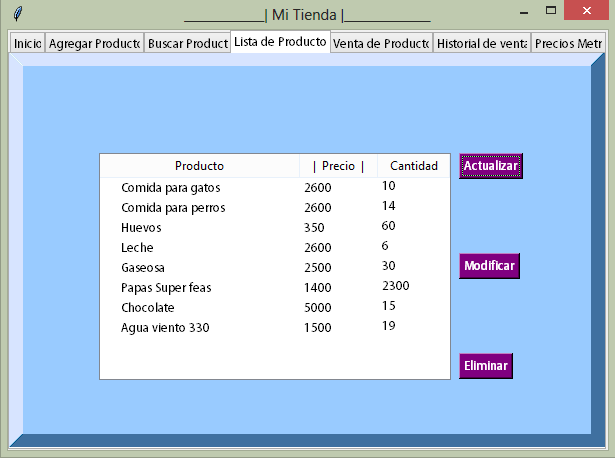 ___________| Mi Tienda |____________
Inicio Agregar Producto Buscar Product Lista de Producto Venta de Producto Historial de venta Precios Metr
Producto | Precio | Cantidad
Comida para gatos 2600 10
Comida para perros 2600 14
Huevos 350 60
Leche 2600 6
Gaseosa 2500 30
Papas Super feas 1400 2300
Chocolate 5000 15
Agua viento 330 1500 19
Actualizar
Modificar
Eliminar